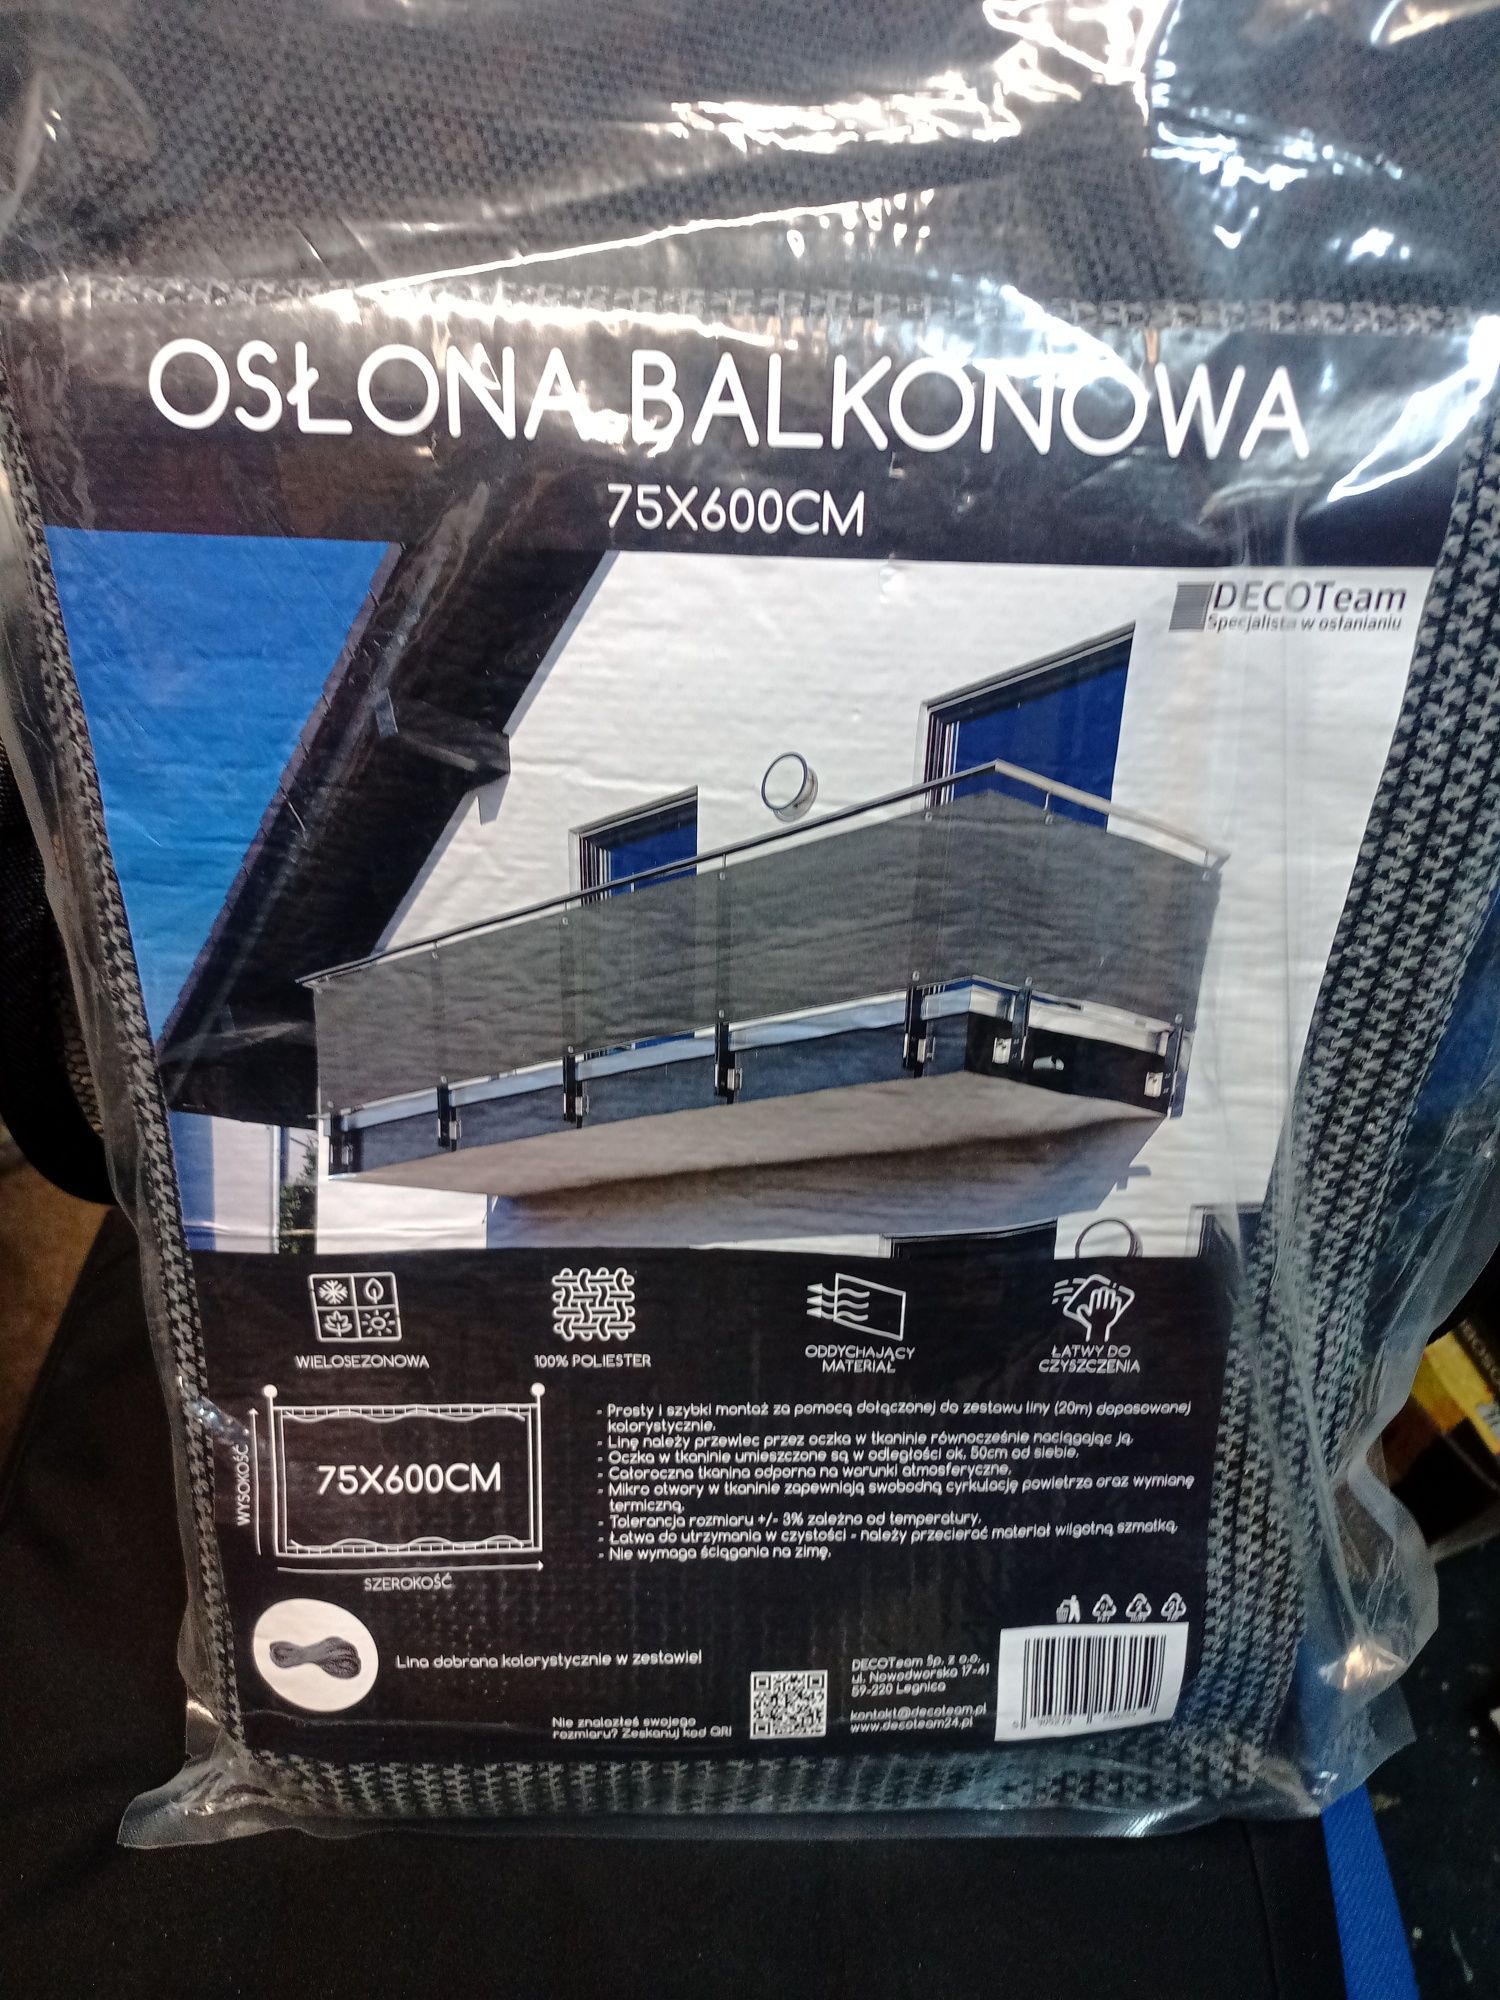 OSŁONA BALKONOWA
75X600CM
DECOTeam
Specjalista w osłanianiu
WIELOSEZONOWA
100% POLIESTER
ODDYCHAJĄCY
MATERIAŁ
ŁATWY DO
CZYSZCZENIA
WYSOKOŚĆ
75X600CM
SZEROKOŚĆ
- Prosty i szybki montaż za pomocą dołączonej do zestawu liny (20m) dopasowanej
kolorystycznie.
- Linę należy przewlec przez oczka w tkaninie równocześnie naciągając ją.
- Oczka w tkaninie umieszczone są w odległości ok. 50cm od siebie.
- Całoroczna tkanina odporna na warunki atmosferyczne.
- Mikro otwory w tkaninie zapewniają swobodną cyrkulację powietrza oraz wymianę
termiczną.
- Tolerancja rozmiaru +/- 3% zależna od temperatury.
- Łatwa do utrzymania w czystości - należy przecierać materiał wilgotną szmatką.
- Nie wymaga ściągania na zimę.
Lina dobrana kolorystycznie w zestawie!
Nie znalazłeś swojego
rozmiaru? Zeskanuj kod QR!
DECOTeam Sp. z o.o.
ul. Nowodworska 17-41
59-220 Legnica
kontakt@decoteam.pl
www.decoteam24.pl